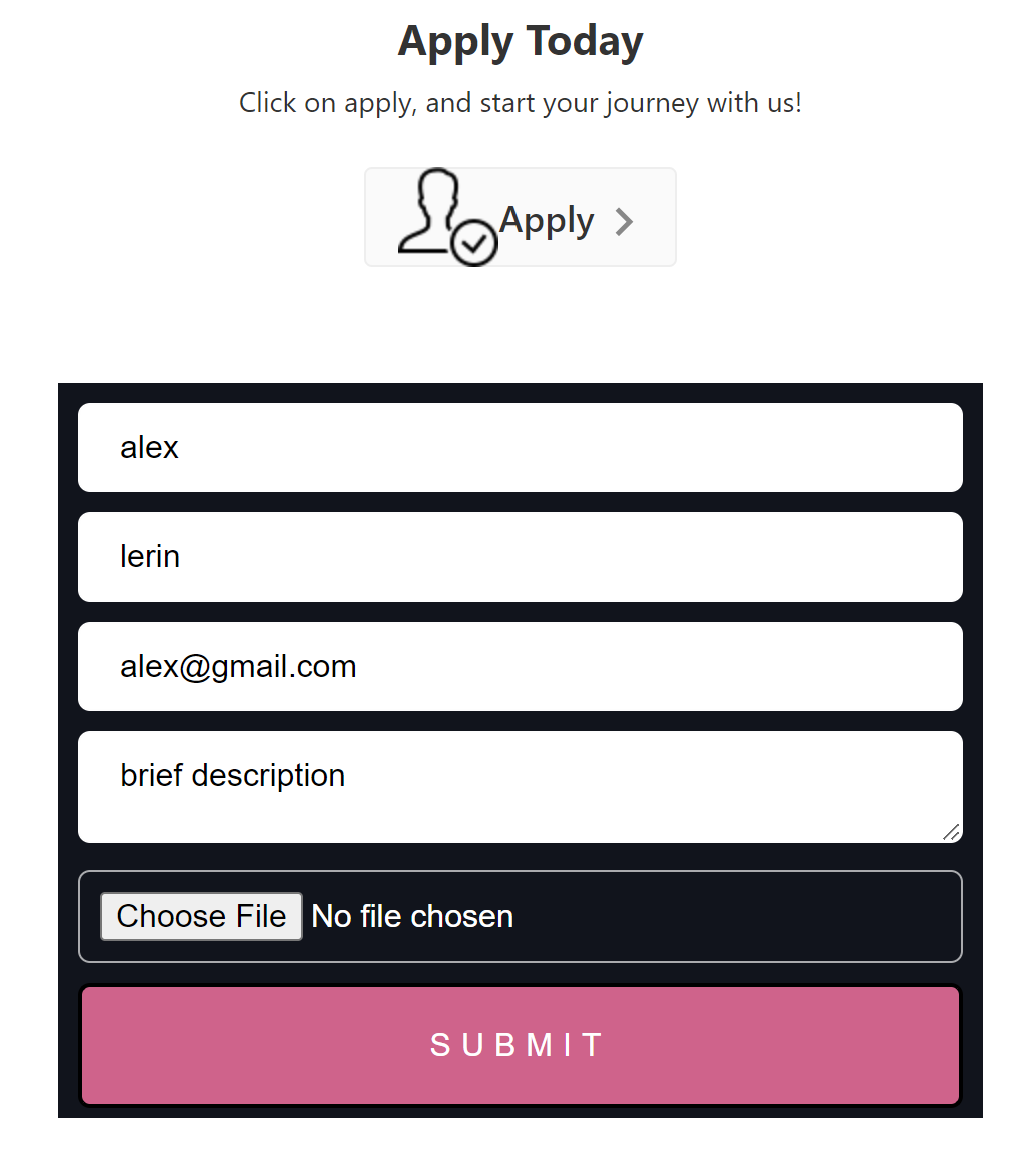 Apply Today
Click on apply, and start your journey with us!
Apply
alex
lerin
alex@gmail.com
brief description
Choose File No file chosen
SUBMIT